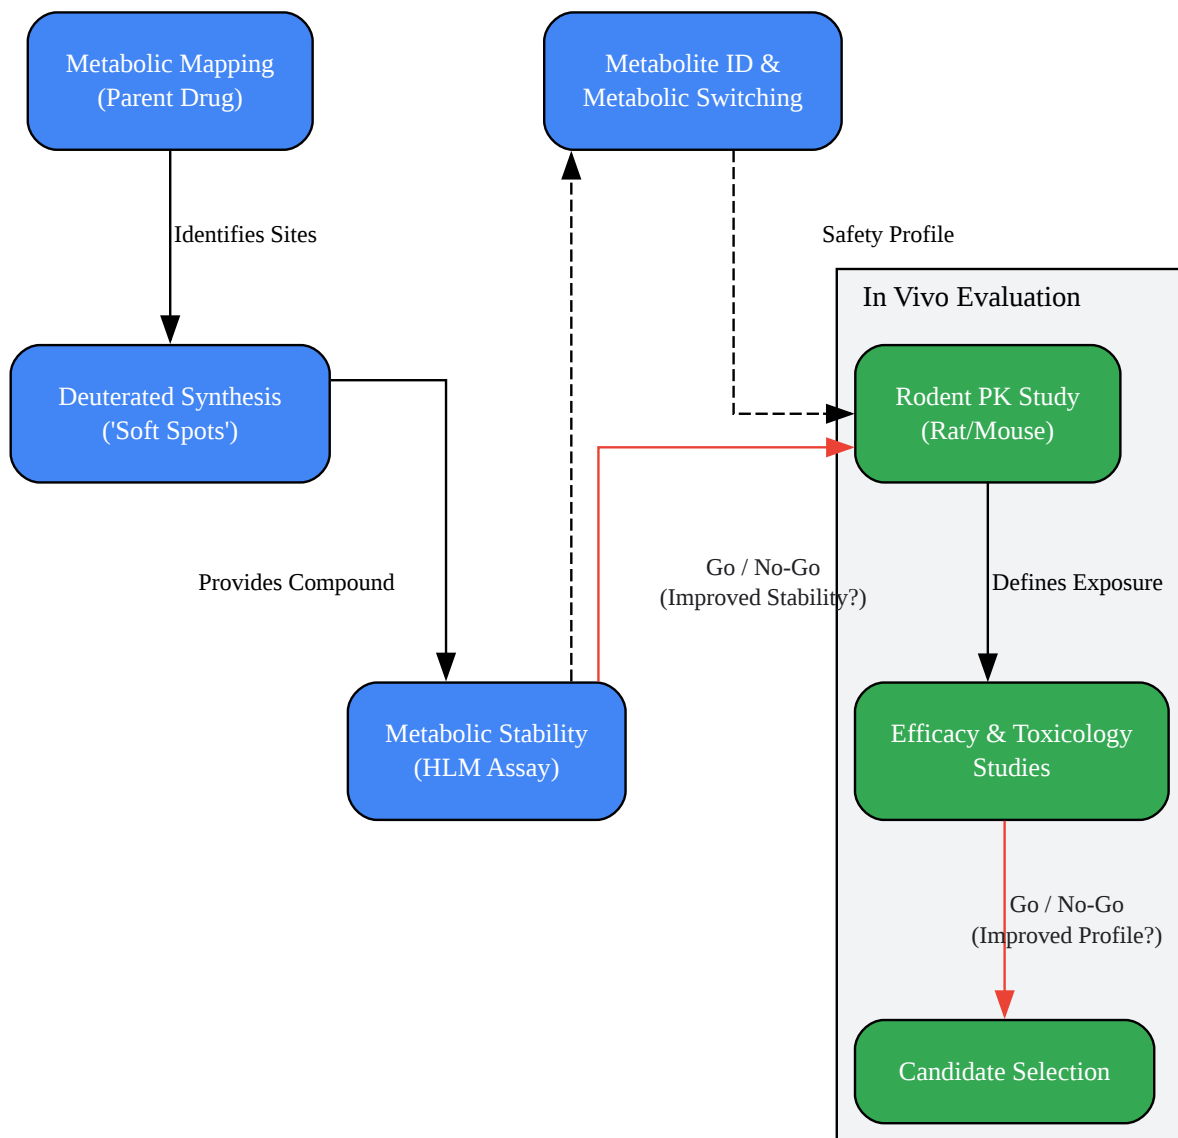 Metabolic Mapping
(Parent Drug)
Metabolite ID &
Metabolic Switching
Identifies Sites
Safety Profile
In Vivo Evaluation
Deuterated Synthesis
('Soft Spots')
Rodent PK Study
(Rat/Mouse)
Provides Compound
Go / No-Go
(Improved Stability?)
Defines Exposure
Metabolic Stability
(HLM Assay)
Efficacy & Toxicology
Studies
Go / No-Go
(Improved Profile?)
Candidate Selection